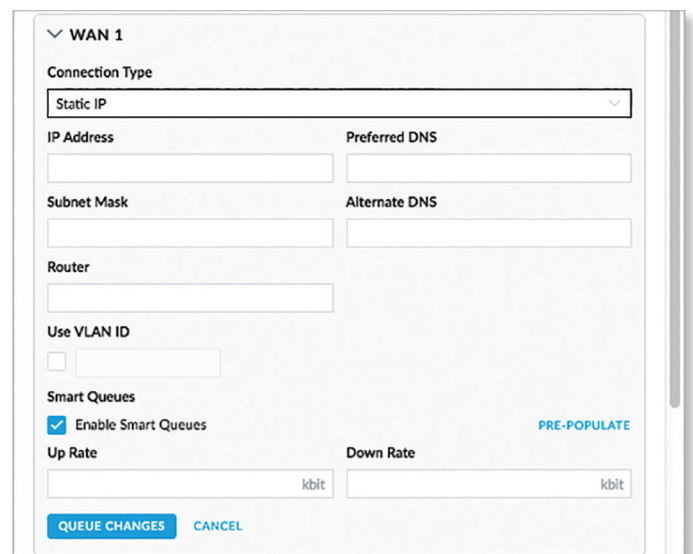 WAN 1
Connection Type
Static IP
IP Address Preferred DNS
Subnet Mask Alternate DNS
Router
Use VLAN ID
Smart Queues
Enable Smart Queues PRE-POPULATE
Up Rate Down Rate
kbit kbit
QUEUE CHANGES CANCEL